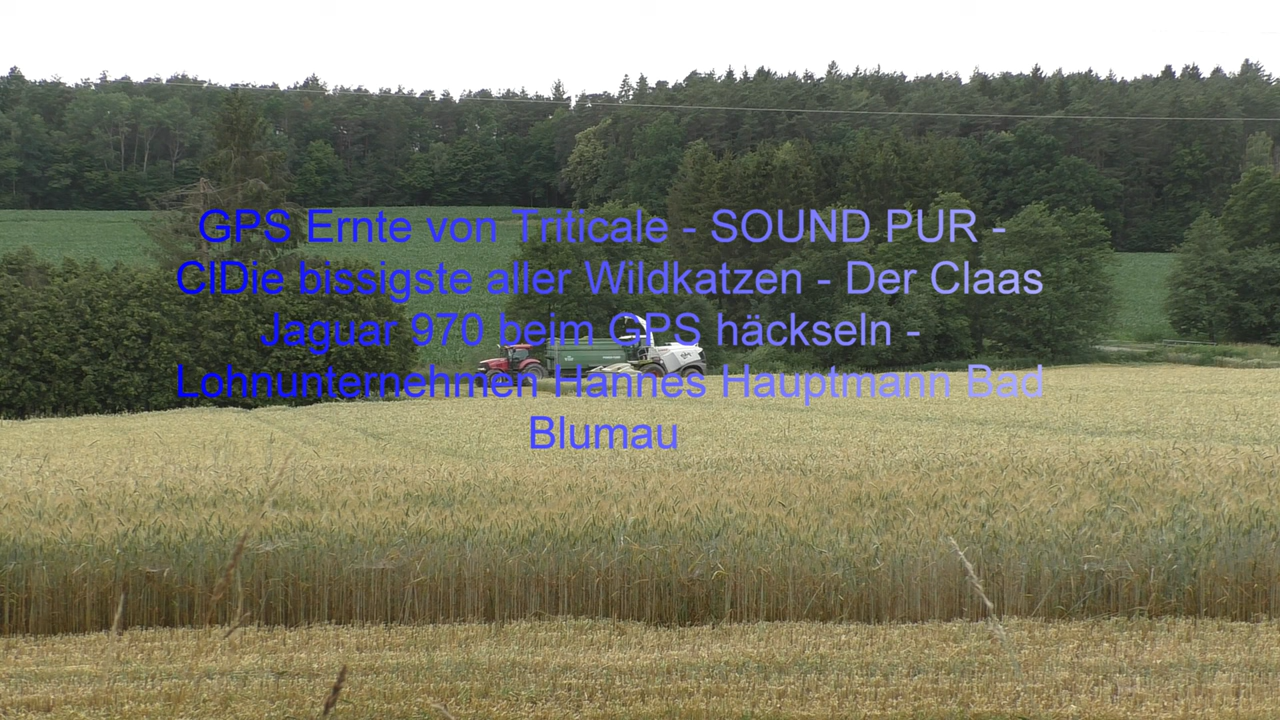 GPS Ernte von Triticale - SOUND PUR -
ClDie bissigste aller Wildkatzen - Der Claas
Jaguar 970 beim GPS häckseln -
Lohnunternehmen Hannes Hauptmann Bad
Blumau